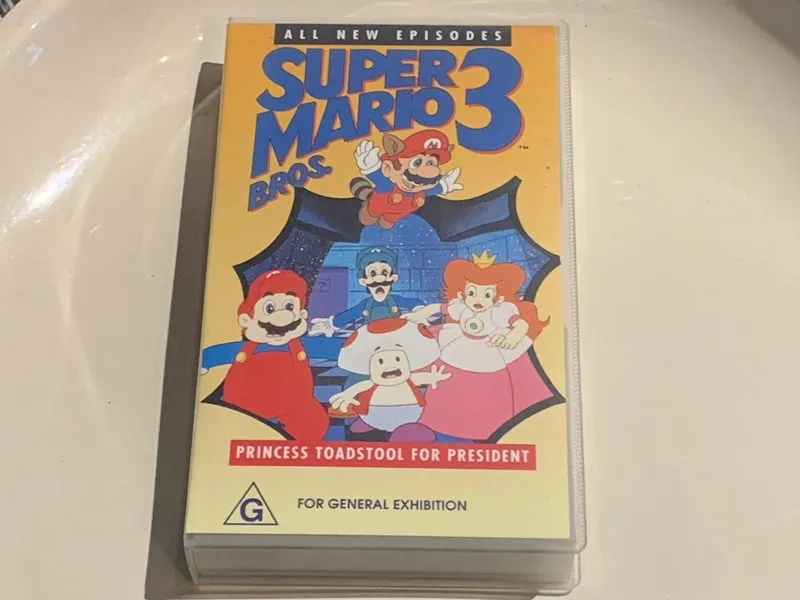 ALL NEW EPISODES
SUPER
MARIO 3
BROS.
TM
M
M
PRINCESS TOADSTOOL FOR PRESIDENT
G
FOR GENERAL EXHIBITION